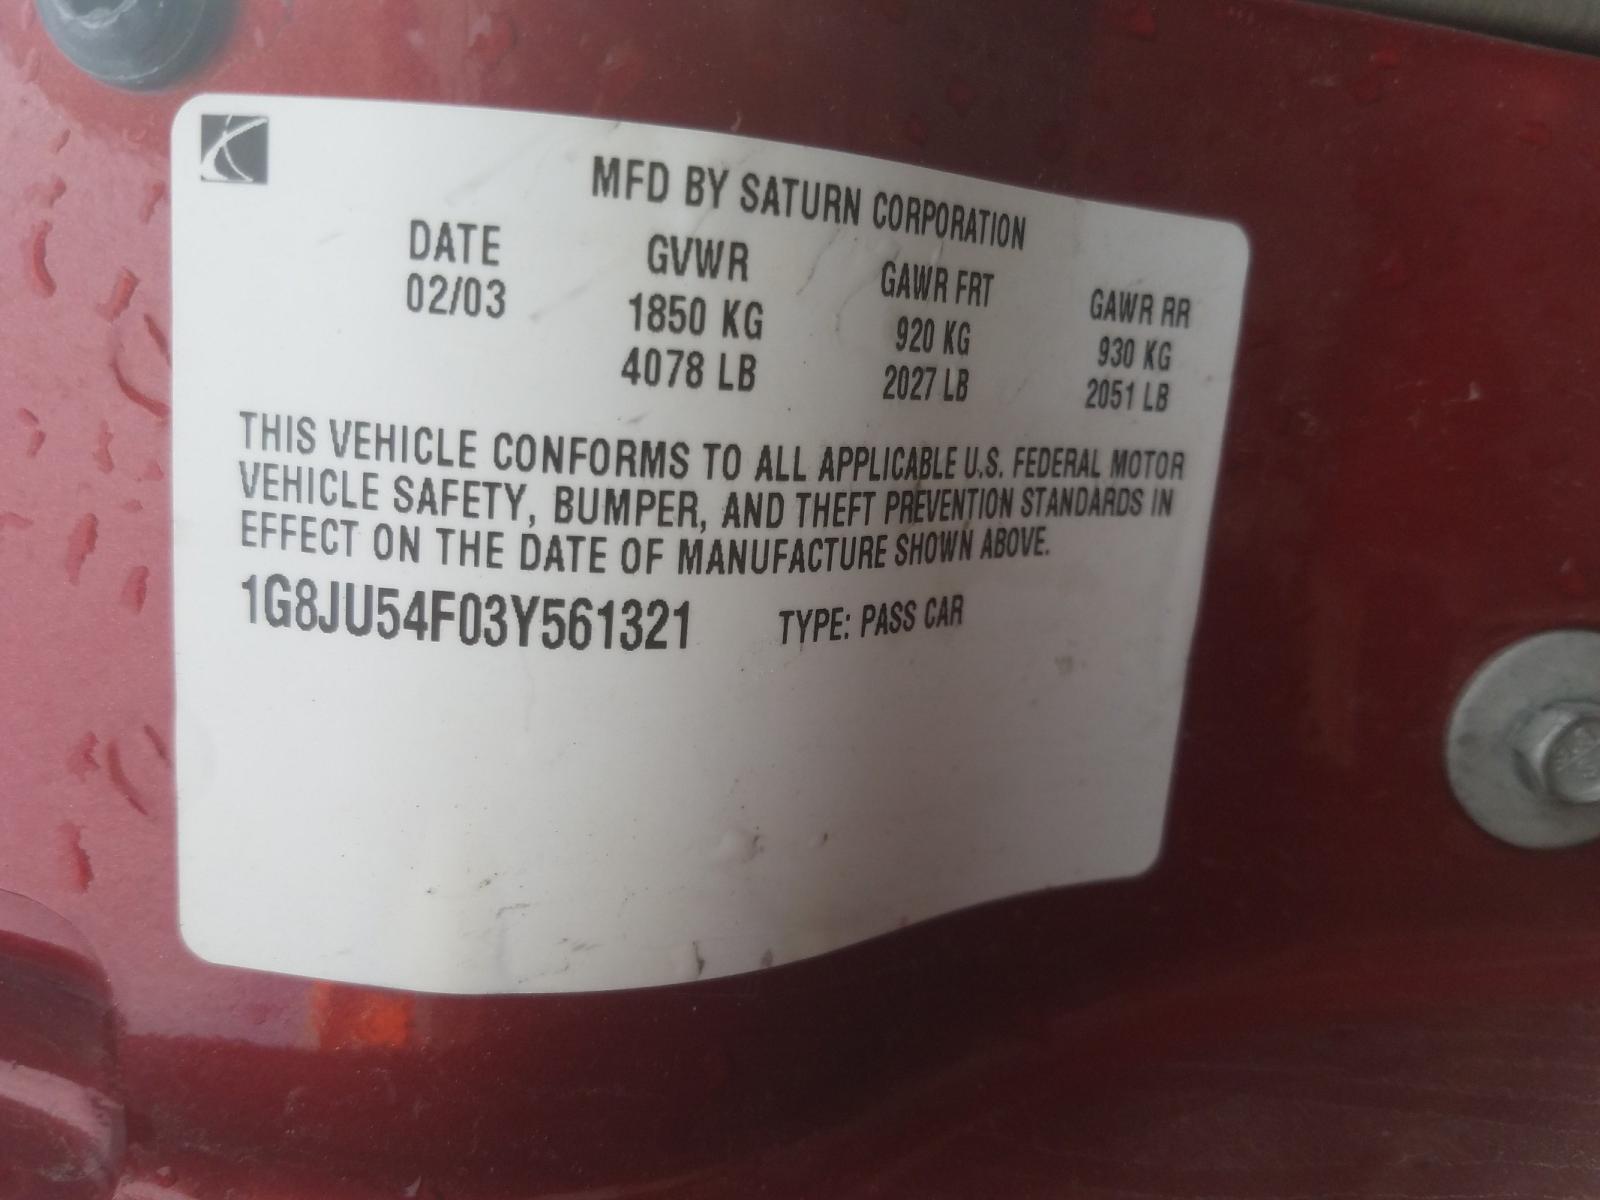 MFD BY SATURN CORPORATION
DATE GVWR GAWR FRT GAWR RR
02/03 1850 KG 920 KG 930 KG
4078 LB 2027 LB 2051 LB
THIS VEHICLE CONFORMS TO ALL APPLICABLE U.S. FEDERAL MOTOR
VEHICLE SAFETY, BUMPER, AND THEFT PREVENTION STANDARDS IN
EFFECT ON THE DATE OF MANUFACTURE SHOWN ABOVE.
1G8JU54F03Y561321 TYPE: PASS CAR